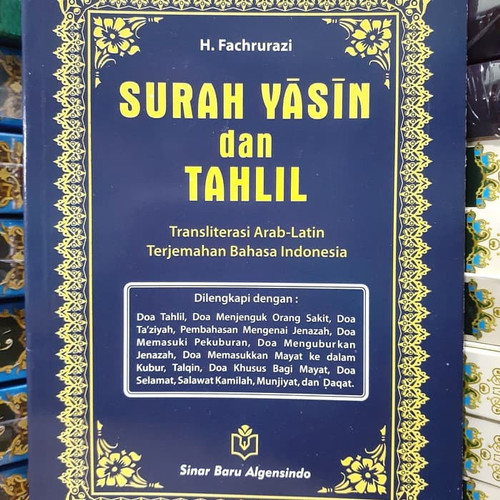 H. Fachrurazi
SURAH YĀSĪN
dan
TAHLIL
Transliterasi Arab-Latin
Terjemahan Bahasa Indonesia
Dilengkapi dengan :
Doa Tahlil, Doa Menjenguk Orang Sakit, Doa
Ta'ziyah, Pembahasan Mengenai Jenazah, Doa
Memasuki Pekuburan, Doa Menguburkan
Jenazah, Doa Memasukkan Mayat ke dalam
Kubur, Talqin, Doa Khusus Bagi Mayat, Doa
Selamat, Salawat Kamilah, Munjiyat, dan Ḍaqat.
Sinar Baru Algensindo